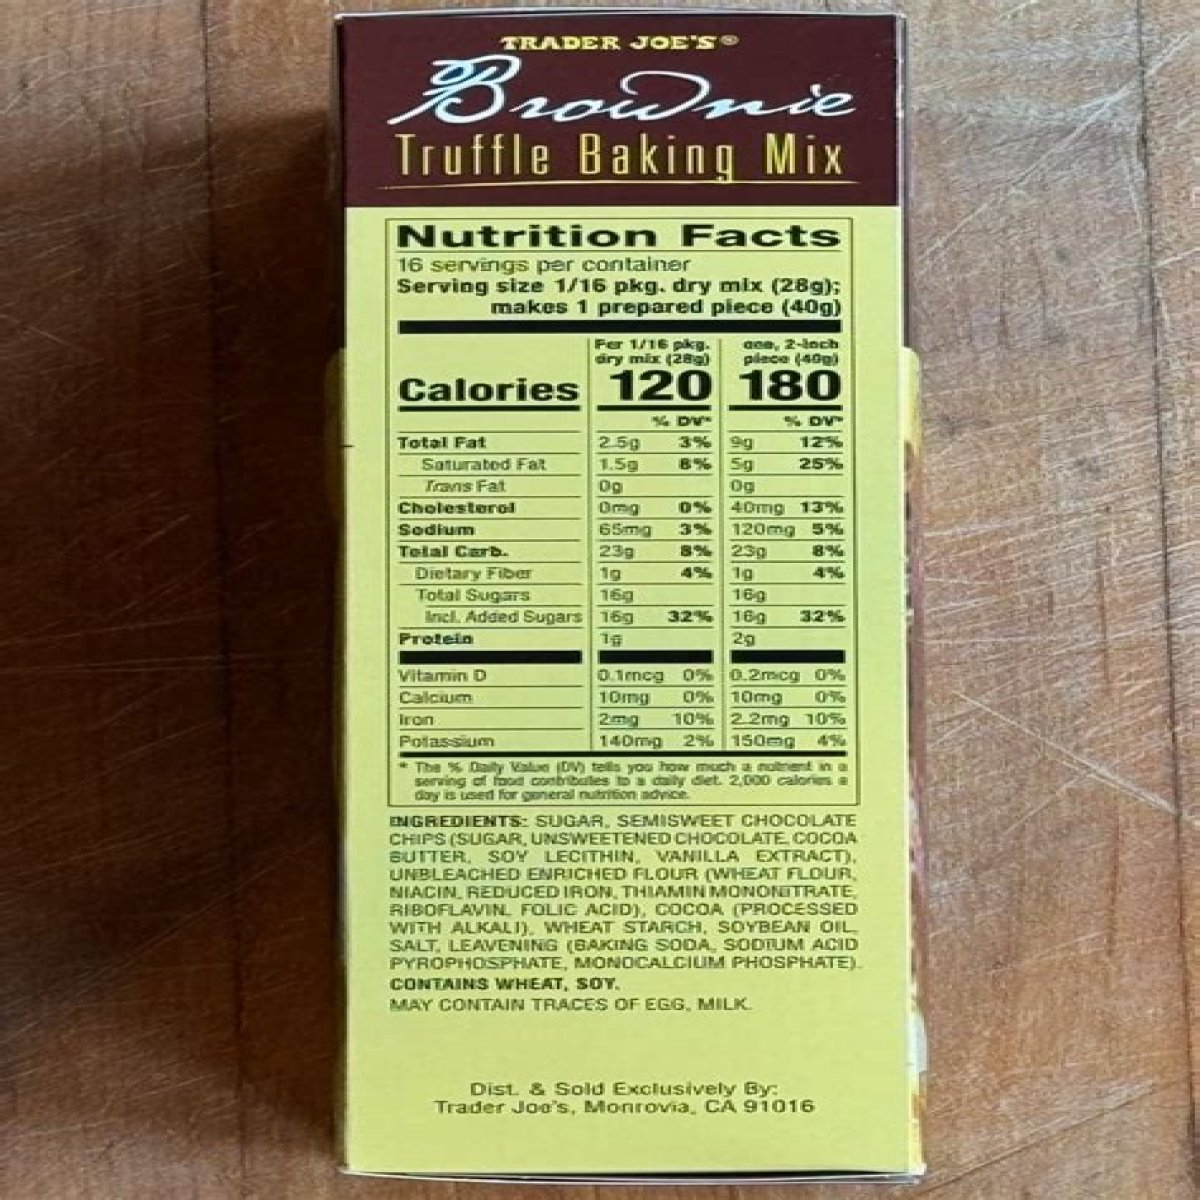 TRADER JOE'S®
Brownie
Truffle Baking Mix
Nutrition Facts
16 servings per container
Serving size 1/16 pkg. dry mix (28g);
makes 1 prepared piece (40g)
Per 1/16 pkg. one, 2-inch
dry mix (28g) piece (40g)
Calories 120 180
% DV* % DV*
Total Fat 2.5g 3% 9g 12%
Saturated Fat 1.5g 8% 5g 25%
Trans Fat 0g 0g
Cholesterol 0mg 0% 40mg 13%
Sodium 65mg 3% 120mg 5%
Total Carb. 23g 8% 23g 8%
Dietary Fiber 1g 4% 1g 4%
Total Sugars 16g 16g
Incl. Added Sugars 16g 32% 16g 32%
Protein 1g 2g
Vitamin D 0.1mcg 0% 0.2mcg 0%
Calcium 10mg 0% 10mg 0%
Iron 2mg 10% 2.2mg 10%
Potassium 140mg 2% 150mg 4%
* The % Daily Value (DV) tells you how much a nutrient in a
serving of food contributes to a daily diet. 2,000 calories a
day is used for general nutrition advice.
INGREDIENTS: SUGAR, SEMISWEET CHOCOLATE
CHIPS (SUGAR, UNSWEETENED CHOCOLATE, COCOA
BUTTER, SOY LECITHIN, VANILLA EXTRACT),
UNBLEACHED ENRICHED FLOUR (WHEAT FLOUR,
NIACIN, REDUCED IRON, THIAMIN MONONITRATE,
RIBOFLAVIN, FOLIC ACID), COCOA (PROCESSED
WITH ALKALI), WHEAT STARCH, SOYBEAN OIL,
SALT, LEAVENING (BAKING SODA, SODIUM ACID
PYROPHOSPHATE, MONOCALCIUM PHOSPHATE).
CONTAINS WHEAT, SOY.
MAY CONTAIN TRACES OF EGG, MILK.
Dist. & Sold Exclusively By:
Trader Joe's, Monrovia, CA 91016